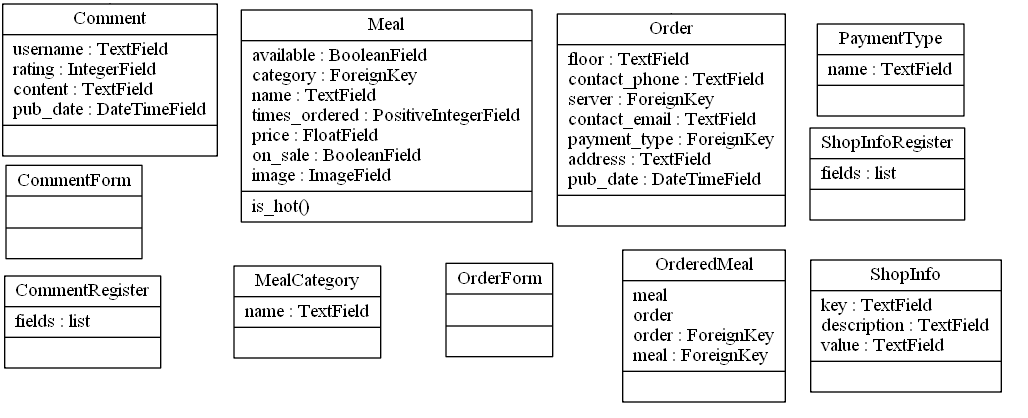 Comment
username : TextField
rating : IntegerField
content : TextField
pub_date : DateTimeField
Meal
available : BooleanField
category : ForeignKey
name : TextField
times_ordered : PositiveIntegerField
price : FloatField
on_sale : BooleanField
image : ImageField
is_hot()
Order
floor : TextField
contact_phone : TextField
server : ForeignKey
contact_email : TextField
payment_type : ForeignKey
address : TextField
pub_date : DateTimeField
PaymentType
name : TextField
ShopInfoRegister
fields : list
CommentForm
CommentRegister
fields : list
MealCategory
name : TextField
OrderForm
OrderedMeal
meal
order
order : ForeignKey
meal : ForeignKey
ShopInfo
key : TextField
description : TextField
value : TextField